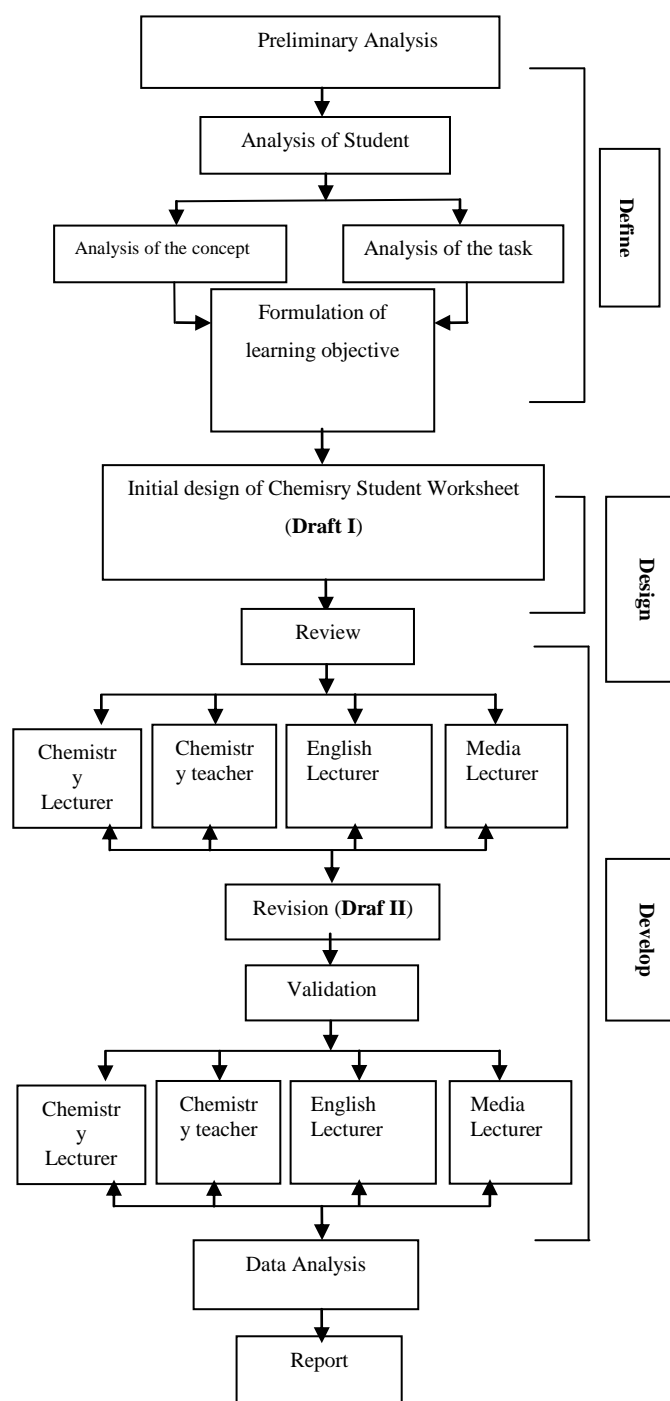 Preliminary Analysis
Analysis of Student
Analysis of the concept
Analysis of the task
Formulation of
learning objective
Define
Initial design of Chemisry Student Worksheet
(Draft I)
Design
Review
Chemistr
y
Lecturer
Chemistr
y teacher
English
Lecturer
Media
Lecturer
Revision (Draf II)
Develop
Validation
Chemistr
y
Lecturer
Chemistr
y teacher
English
Lecturer
Media
Lecturer
Data Analysis
Report